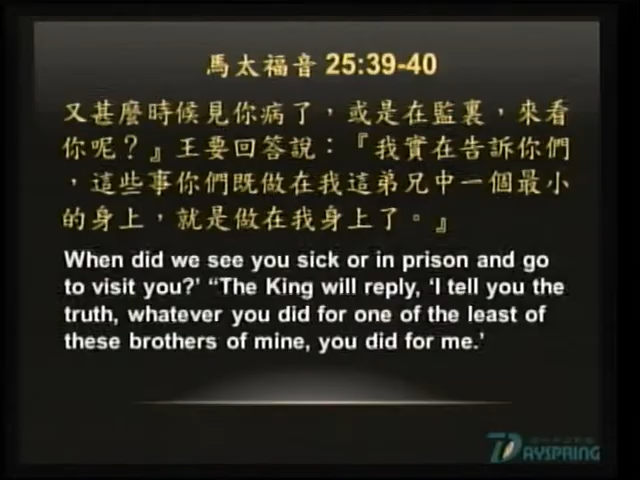 馬太福音 25:39-40
又甚麼時候見你病了，或是在監裏，來看
你呢？』王要回答說：『我實在告訴你們
，這些事你們既做在我這弟兄中一個最小
的身上，就是做在我身上了。』
When did we see you sick or in prison and go
to visit you?’ “The King will reply, ‘I tell you the
truth, whatever you did for one of the least of
these brothers of mine, you did for me.’
DAYSPRING